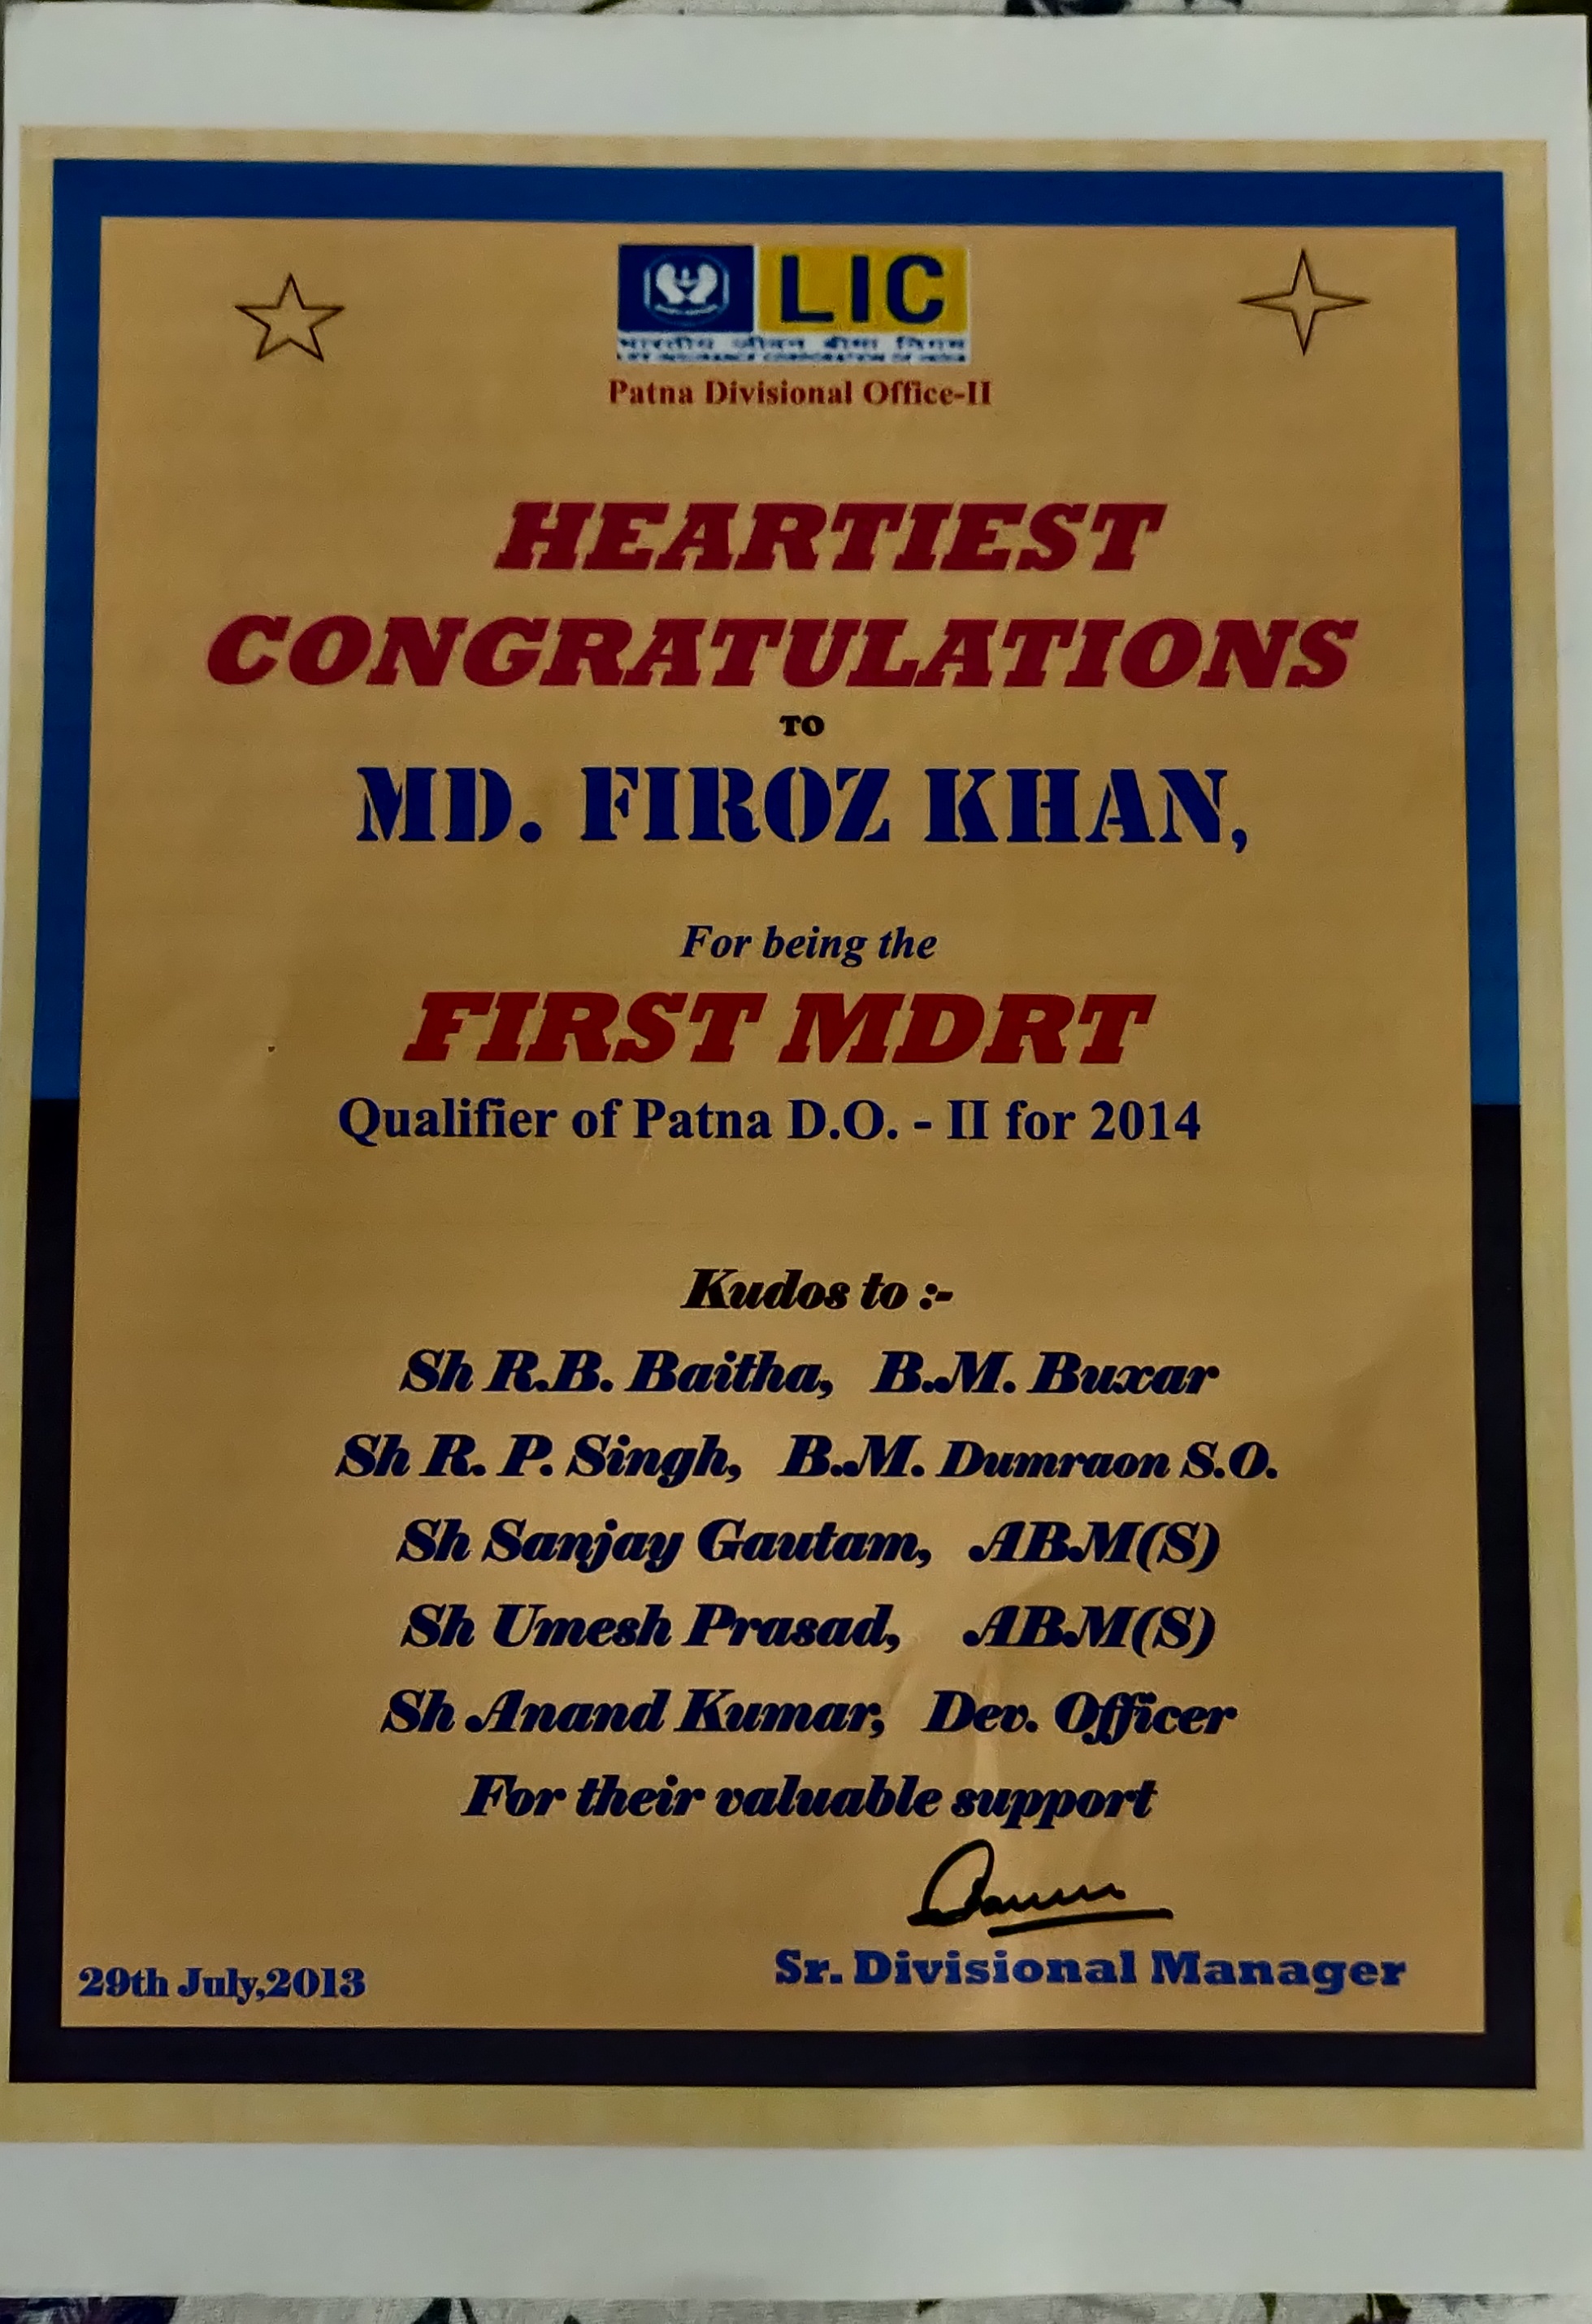 LIC
भारतीय जीवन बीमा निगम
LIFE INSURANCE CORPORATION OF INDIA
Patna Divisional Office-II
HEARTIEST
CONGRATULATIONS
TO
MD. FIROZ KHAN,
For being the
FIRST MDRT
Qualifier of Patna D.O. - II for 2014
Kudos to :-
Sh R.B. Baitha, B.M. Buxar
Sh R. P. Singh, B.M. Dumraon S.O.
Sh Sanjay Gautam, ABM(S)
Sh Umesh Prasad, ABM(S)
Sh Anand Kumar, Dev. Officer
For their valuable support
Sr. Divisional Manager
29th July,2013